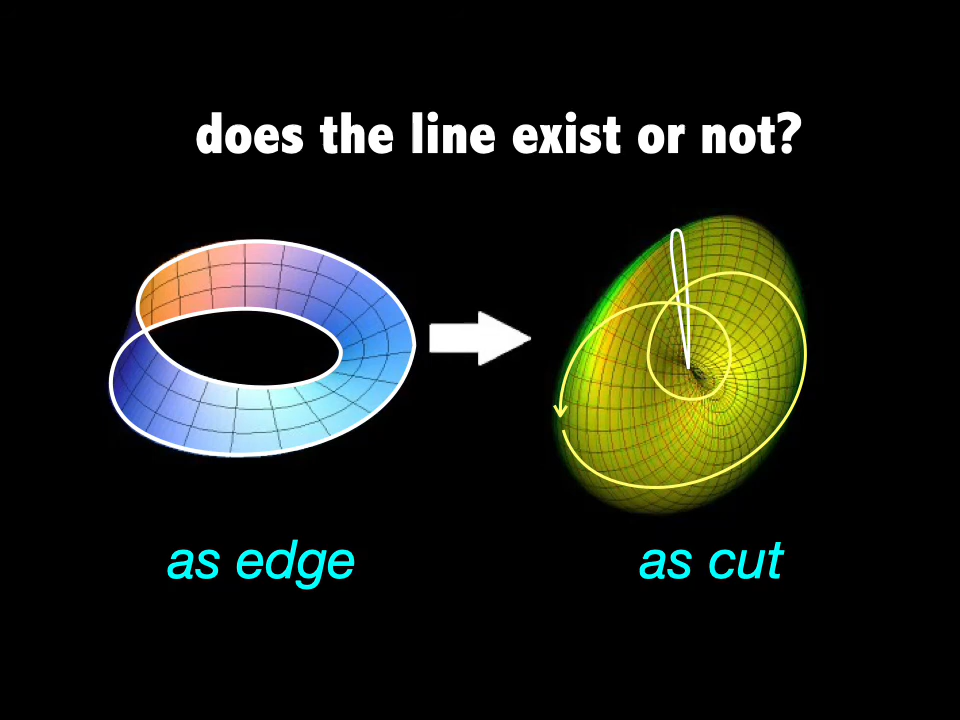 does the line exist or not?
as edge
as cut